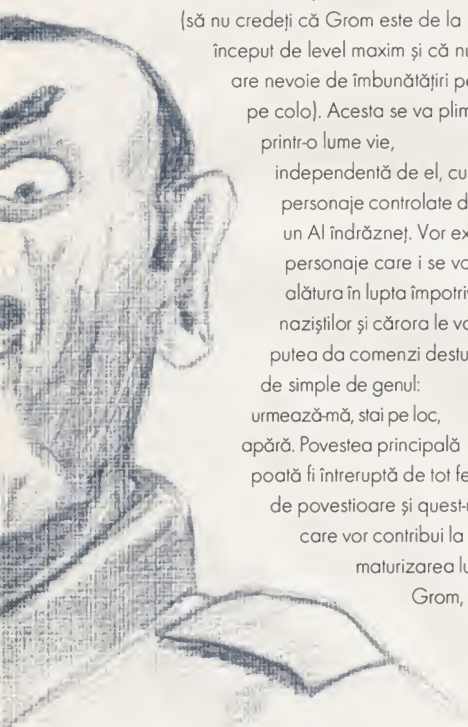 (să nu credeți că Grom este de la
început de level maxim și că nu
are nevoie de îmbunătățiri pe
pe colo). Acesta se va plim
printr-o lume vie,
independentă de el, cu
personaje controlate d
un AI îndrăzneț. Vor ex
personaje care i se vo
alătura în lupta împotriv
naziștilor și cărora le va
putea da comenzi destu
de simple de genul:
urmează-mă, stai pe loc,
apără. Povestea principală
poată fi întreruptă de tot fe
de povestioare și quest-u
care vor contribui la
maturizarea lu
Grom,